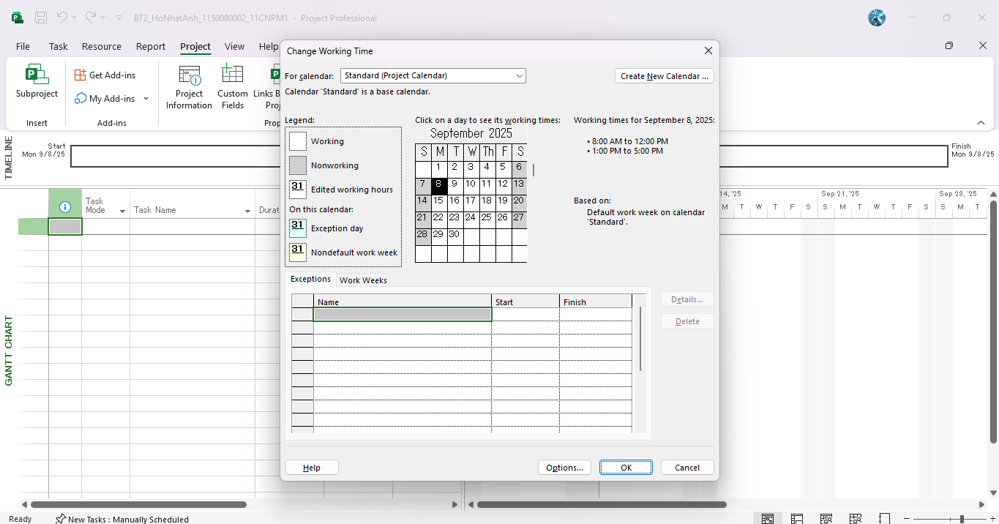 BT2_HoNhatAnh_1150080002_11CNPM1 - Project Professional
File Task Resource Report Project View Help
Subproject
Insert
Get Add-ins
My Add-ins
Add-ins
Project Information
Custom Fields
Links B
Proj
Prop
TIMELINE
Start
Mon 9/8/25
Finish
Mon 9/8/25
GANTT CHART
Task Mode
Task Name
Durat
14, '25 Sep 21, '25 Sep 28, '25
M T W T F S S M T W T F S S M T
Change Working Time
For calendar: Standard (Project Calendar)
Create New Calendar ...
Calendar 'Standard' is a base calendar.
Legend:
Working
Nonworking
31 Edited working hours
On this calendar:
31 Exception day
31 Nondefault work week
Click on a day to see its working times:
September 2025
S M T W Th F S
1 2 3 4 5 6
7 8 9 10 11 12 13
14 15 16 17 18 19 20
21 22 23 24 25 26 27
28 29 30
Working times for September 8, 2025:
• 8:00 AM to 12:00 PM
• 1:00 PM to 5:00 PM
Based on:
Default work week on calendar
'Standard'.
Exceptions Work Weeks
Name Start Finish
Details...
Delete
Help Options... OK Cancel
Ready New Tasks : Manually Scheduled